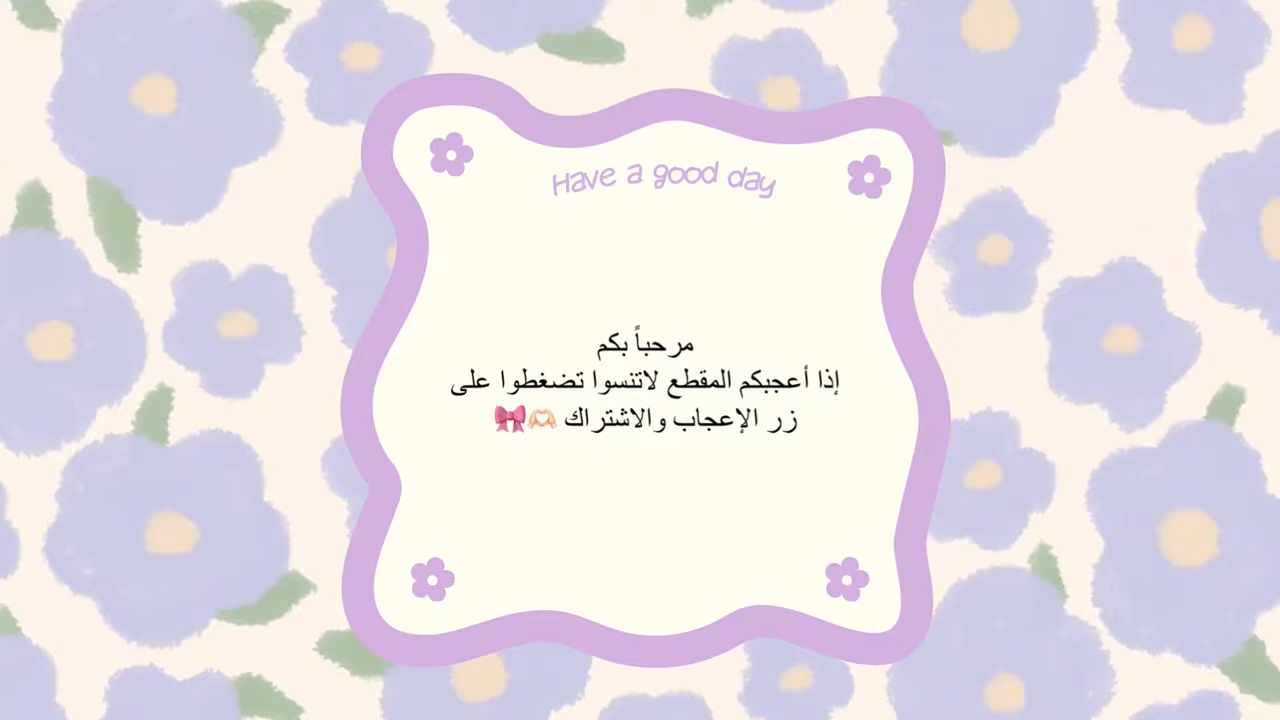 Have a good day
مرحباً بكم
إذا أعجبكم المقطع لاتنسوا تضغطوا على
زر الإعجاب والاشتراك 🫶🏻🎀